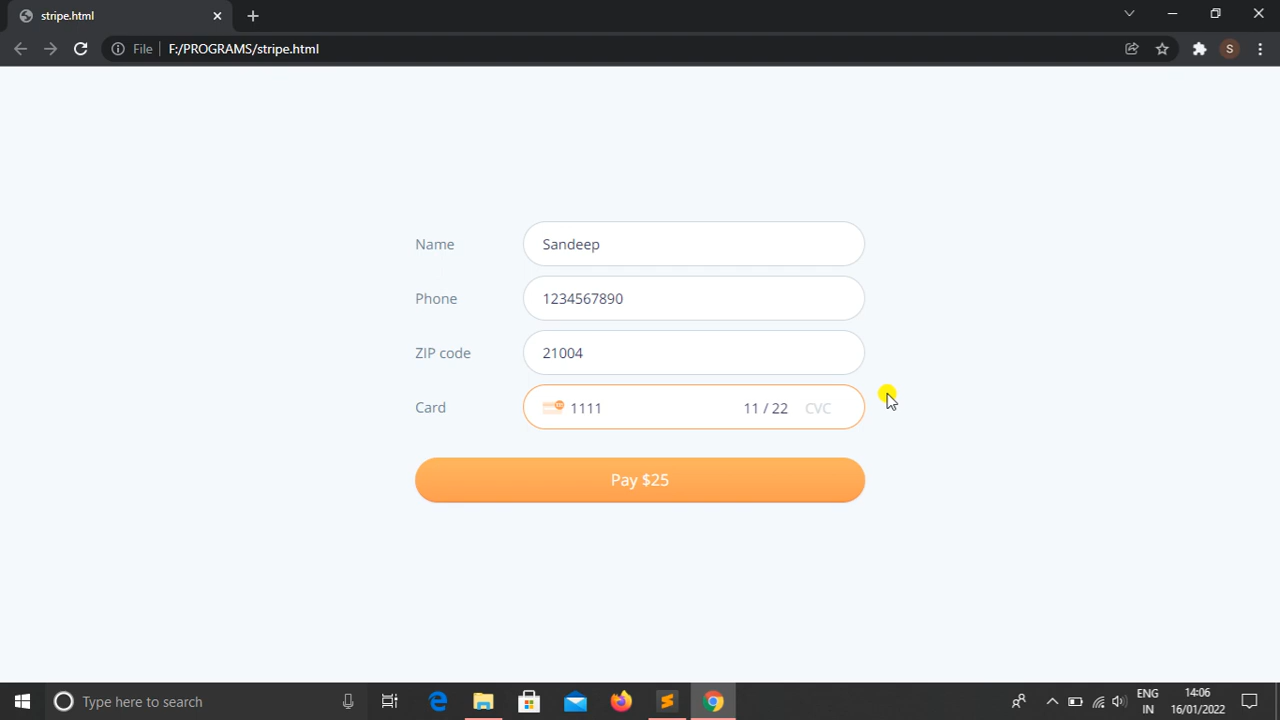 stripe.html
File
F:/PROGRAMS/stripe.html
S
Name
Sandeep
Phone
1234567890
ZIP code
21004
Card
1111 11 / 22 CVC
Pay $25
Type here to search
ENG
IN
14:06
16/01/2022